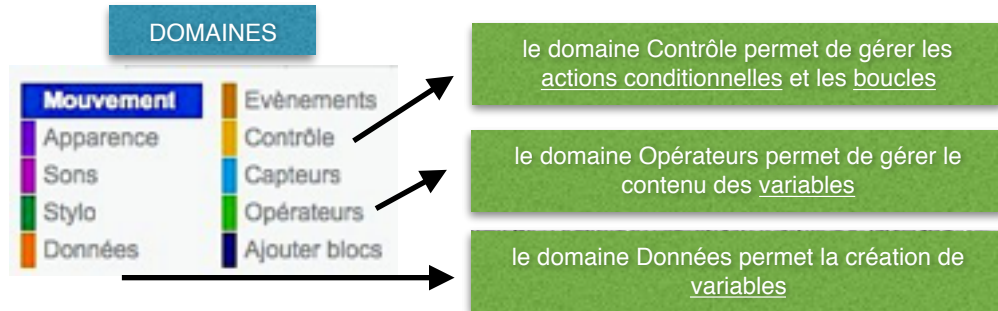 DOMAINES
Mouvement
Apparence
Sons
Stylo
Données
Evènements
Contrôle
Capteurs
Opérateurs
Ajouter blocs
le domaine Contrôle permet de gérer les
actions conditionnelles et les boucles
le domaine Opérateurs permet de gérer le
contenu des variables
le domaine Données permet la création de
variables